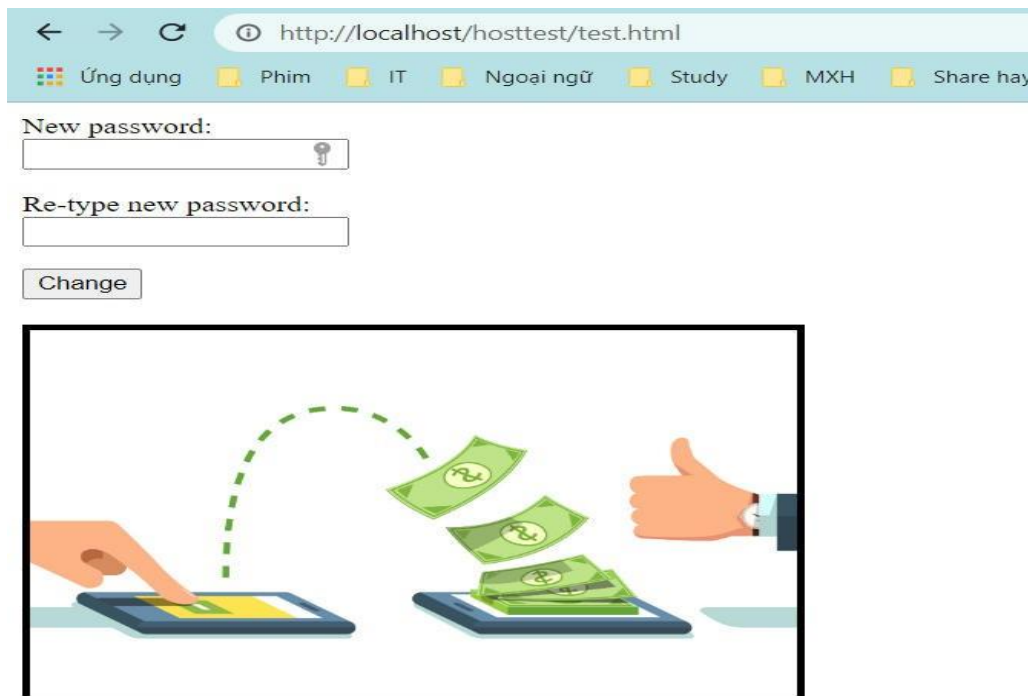 http://localhost/hosttest/test.html
Ứng dụng Phim IT Ngoại ngữ Study MXH Share hay
New password:
Re-type new password:
Change